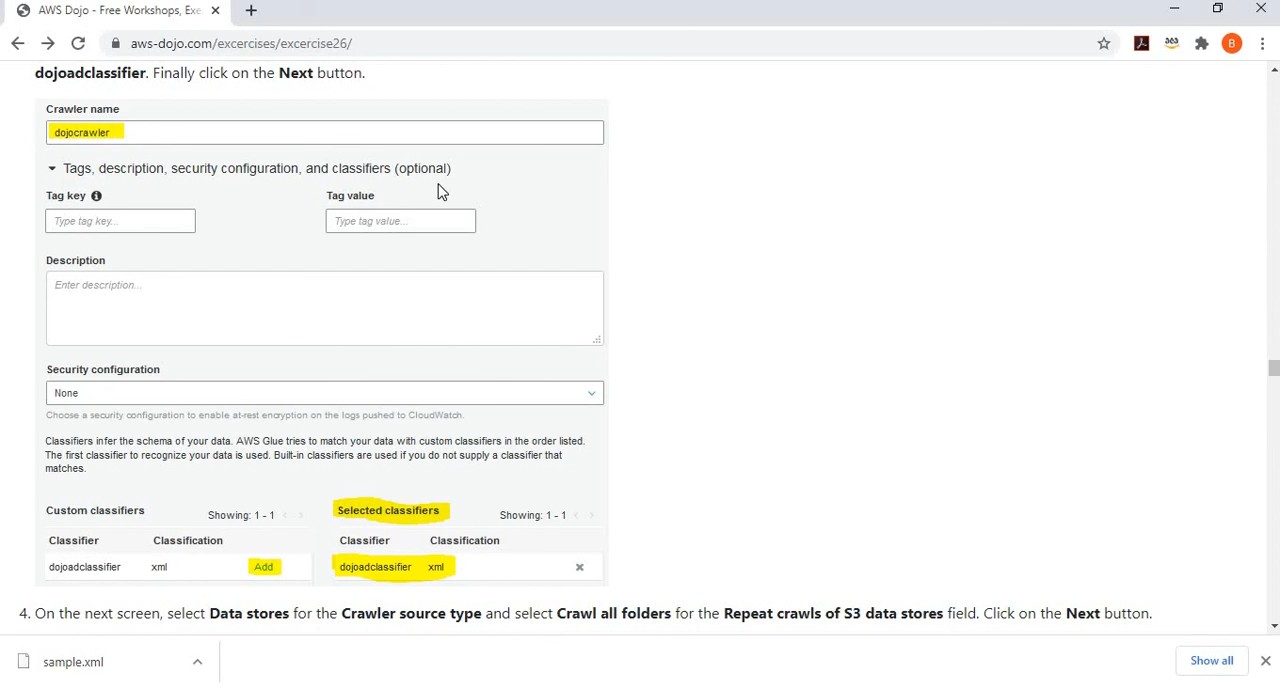 AWS Dojo - Free Workshops, Exe
aws-dojo.com/excercises/excercise26/
B
dojoadclassifier. Finally click on the Next button.
Crawler name
dojocrawler
Tags, description, security configuration, and classifiers (optional)
Tag key
Tag value
Type tag key...
Type tag value...
Description
Enter description...
Security configuration
None
Choose a security configuration to enable at-rest encryption on the logs pushed to CloudWatch.
Classifiers infer the schema of your data. AWS Glue tries to match your data with custom classifiers in the order listed.
The first classifier to recognize your data is used. Built-in classifiers are used if you do not supply a classifier that
matches.
Custom classifiers Showing: 1 - 1
Selected classifiers Showing: 1 - 1
Classifier Classification
Classifier Classification
dojoadclassifier xml Add
dojoadclassifier xml
4. On the next screen, select Data stores for the Crawler source type and select Crawl all folders for the Repeat crawls of S3 data stores field. Click on the Next button.
sample.xml
Show all